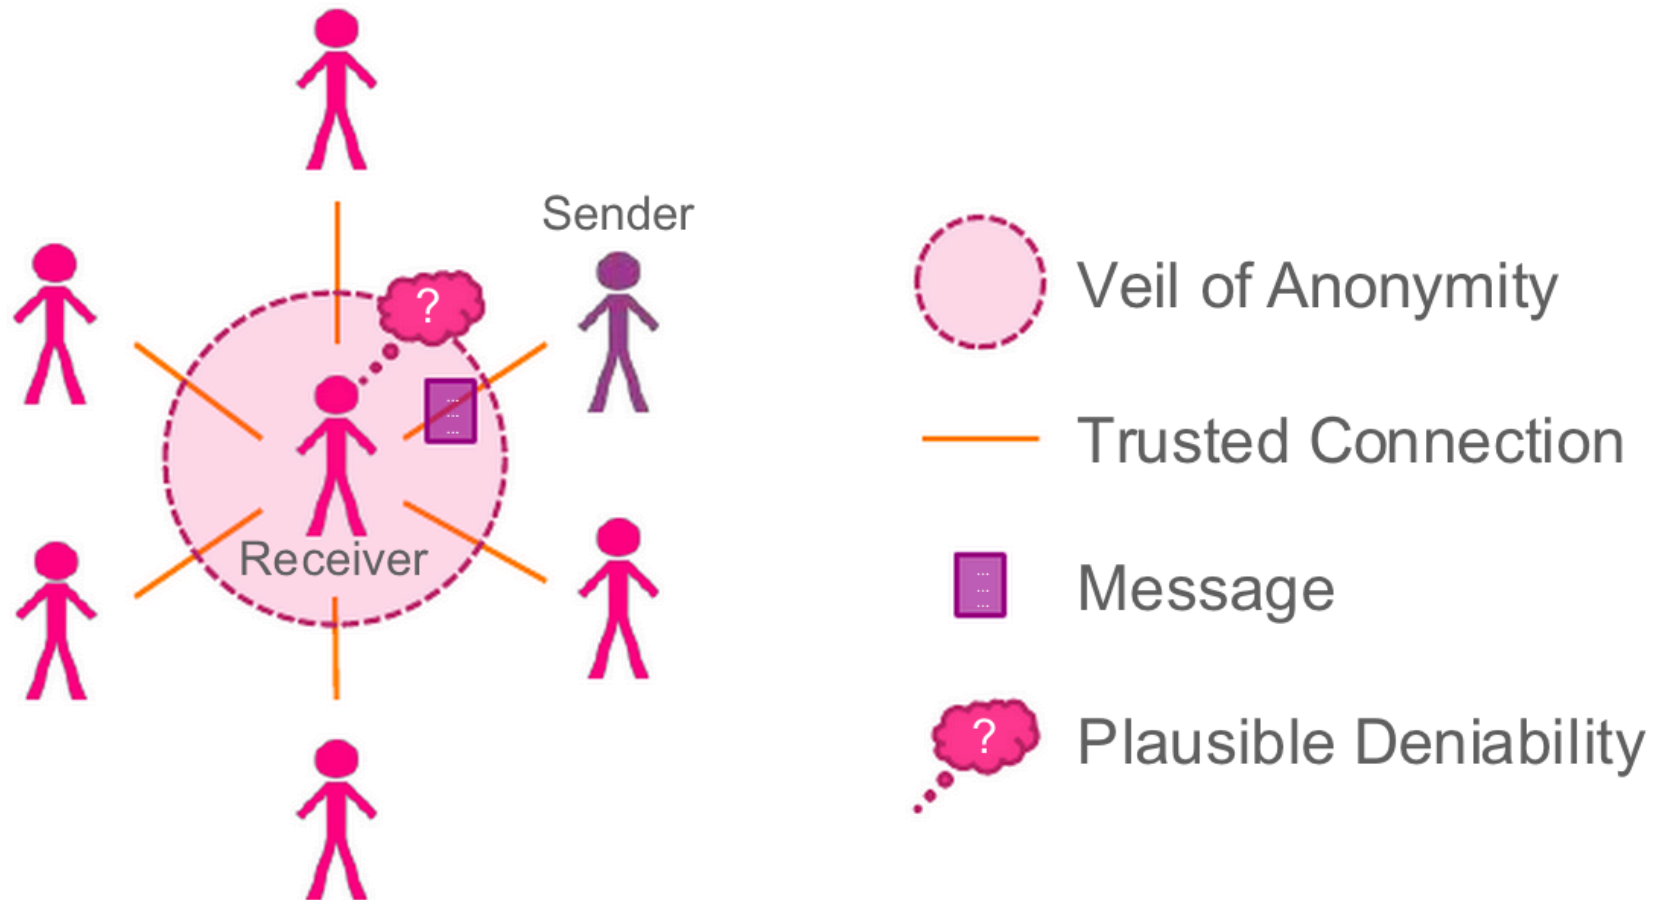 Sender
?
...
...
...
Receiver
Veil of Anonymity
Trusted Connection
...
...
...
Message
?
Plausible Deniability